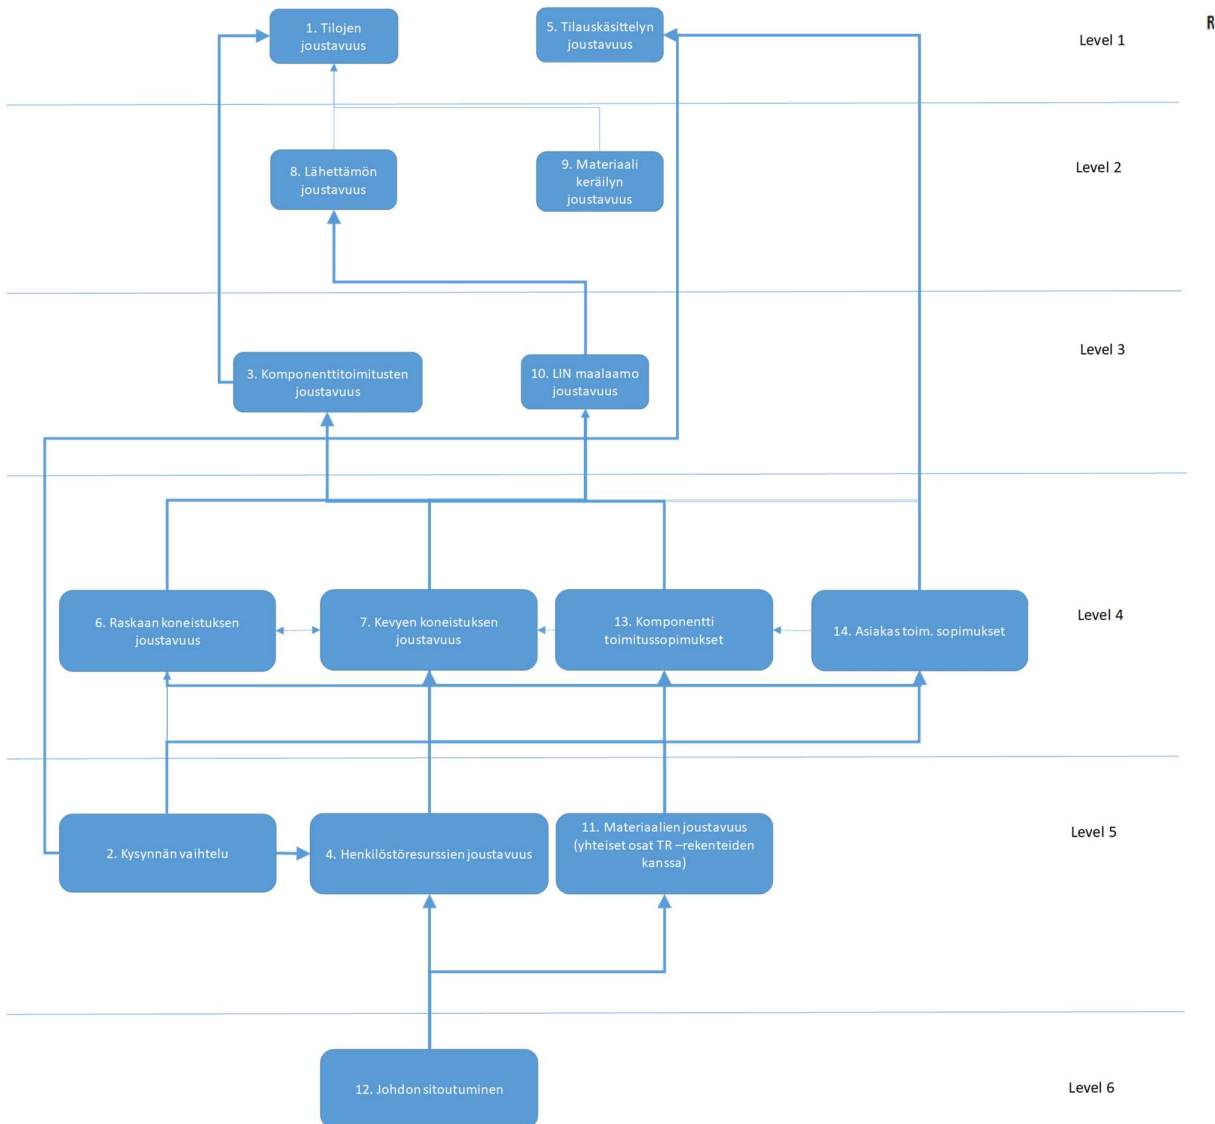 R
1. Tilojen
joustavuus
5. Tilauskäsittelyn
joustavuus
Level 1
8. Lähettämön
joustavuus
9. Materiaali
keräilyn
joustavuus
Level 2
3. Komponenttitoimitusten
joustavuus
10. LIN maalaamo
joustavuus
Level 3
6. Raskaan koneistuksen
joustavuus
7. Kevyen koneistuksen
joustavuus
13. Komponentti
toimitussopimukset
14. Asiakas toim. sopimukset
Level 4
2. Kysynnän vaihtelu
4. Henkilöstöresurssien joustavuus
11. Materiaalien joustavuus
(yhteiset osat TR –rekenteiden
kanssa)
Level 5
12. Johdon sitoutuminen
Level 6